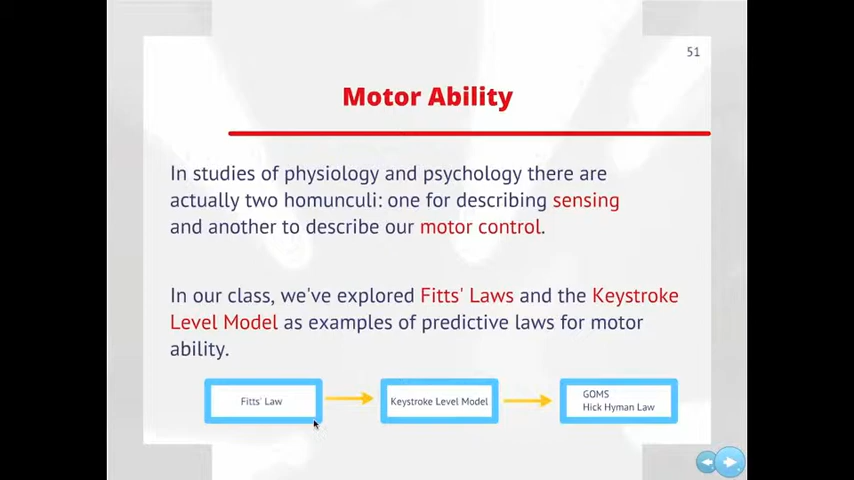 51
Motor Ability
In studies of physiology and psychology there are
actually two homunculi: one for describing sensing
and another to describe our motor control.
In our class, we've explored Fitts' Laws and the Keystroke
Level Model as examples of predictive laws for motor
ability.
Fitts' Law
Keystroke Level Model
GOMS
Hick Hyman Law